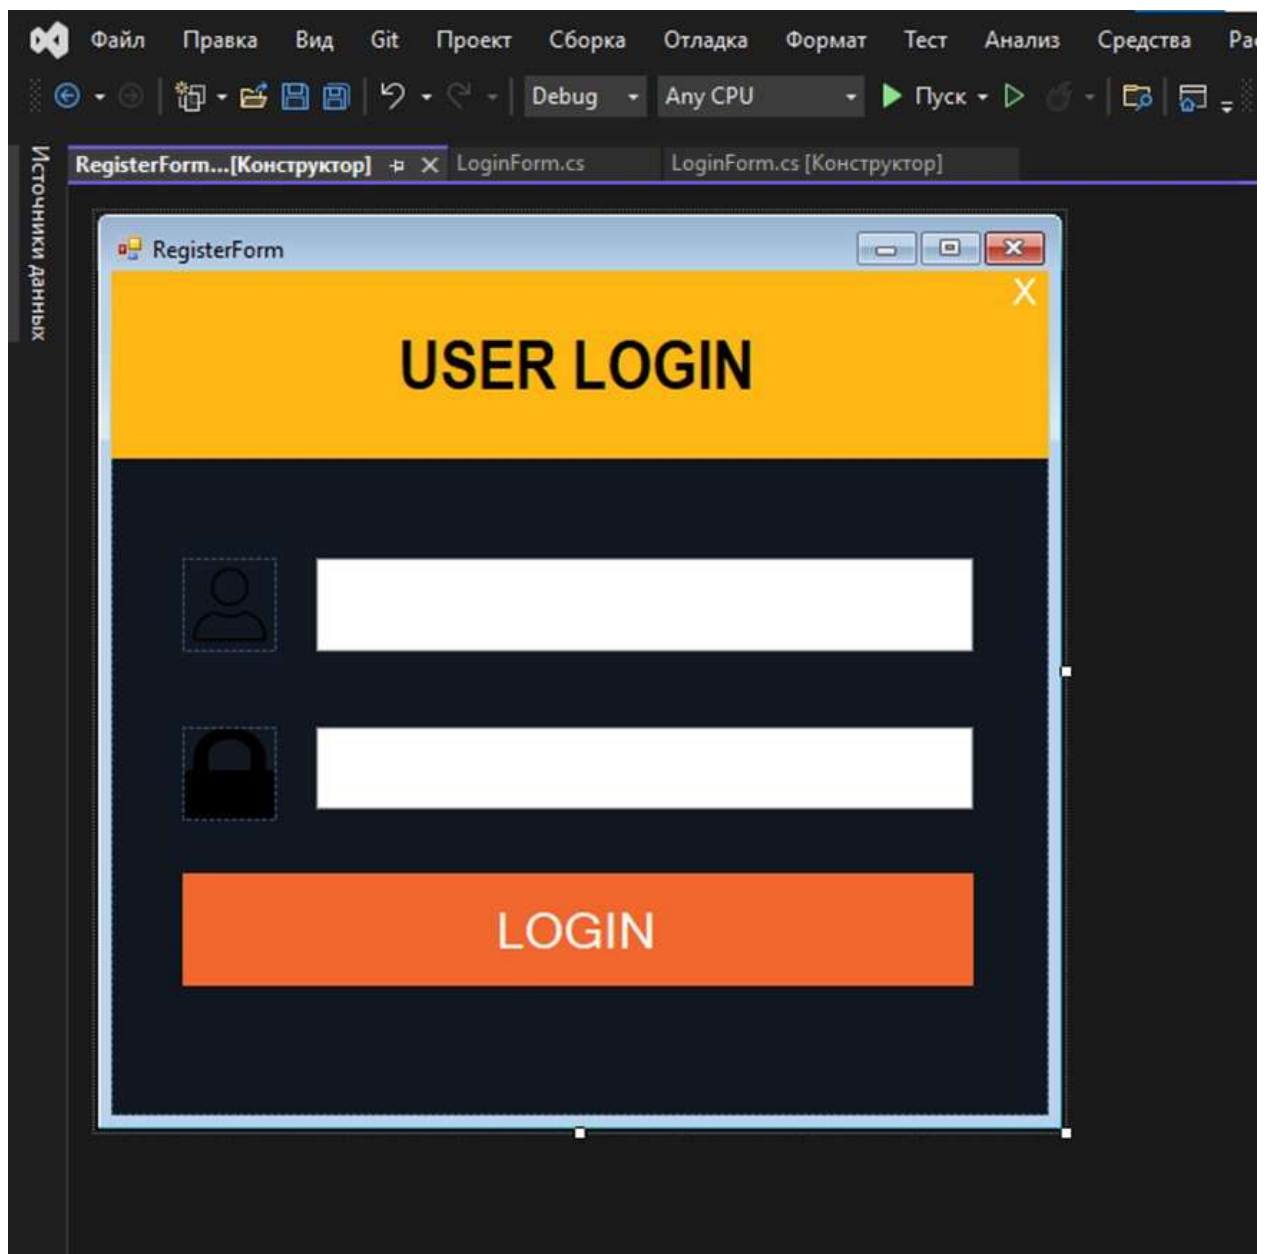 Файл Правка Вид Git Проект Сборка Отладка Формат Тест Анализ Средства
Debug Any CPU Пуск
Источники данных
RegisterForm...[Конструктор] LoginForm.cs LoginForm.cs [Конструктор]
RegisterForm
X
USER LOGIN
LOGIN